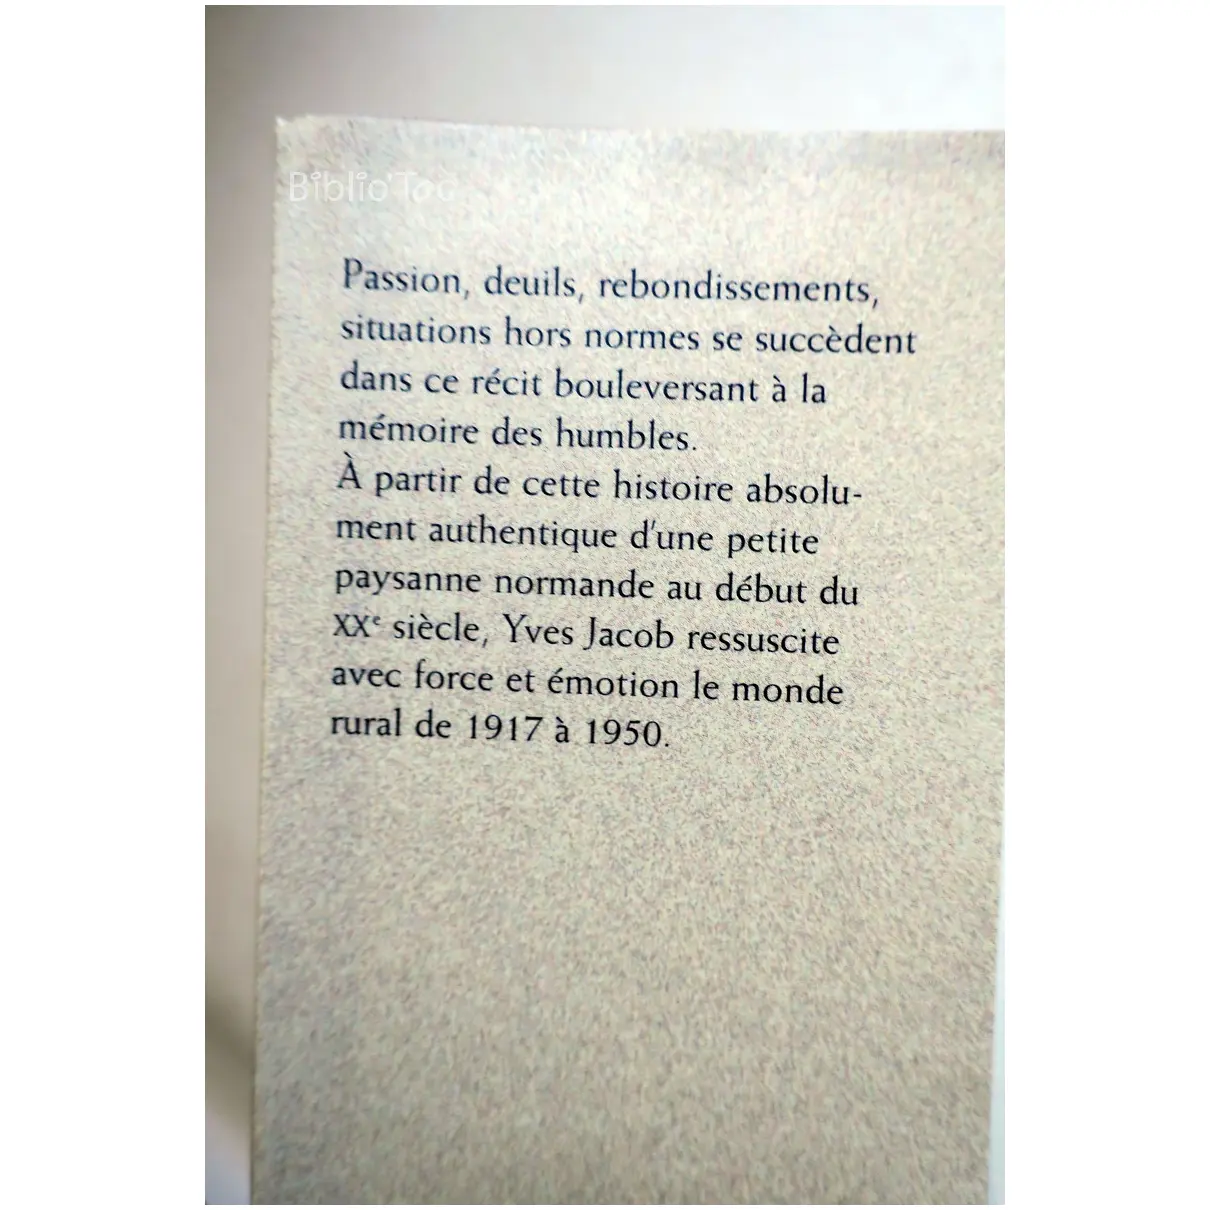 Biblio'Toc
Passion, deuils, rebondissements,
situations hors normes se succèdent
dans ce récit bouleversant à la
mémoire des humbles.
À partir de cette histoire absolu-
ment authentique d'une petite
paysanne normande au début du
XXe siècle, Yves Jacob ressuscite
avec force et émotion le monde
rural de 1917 à 1950.